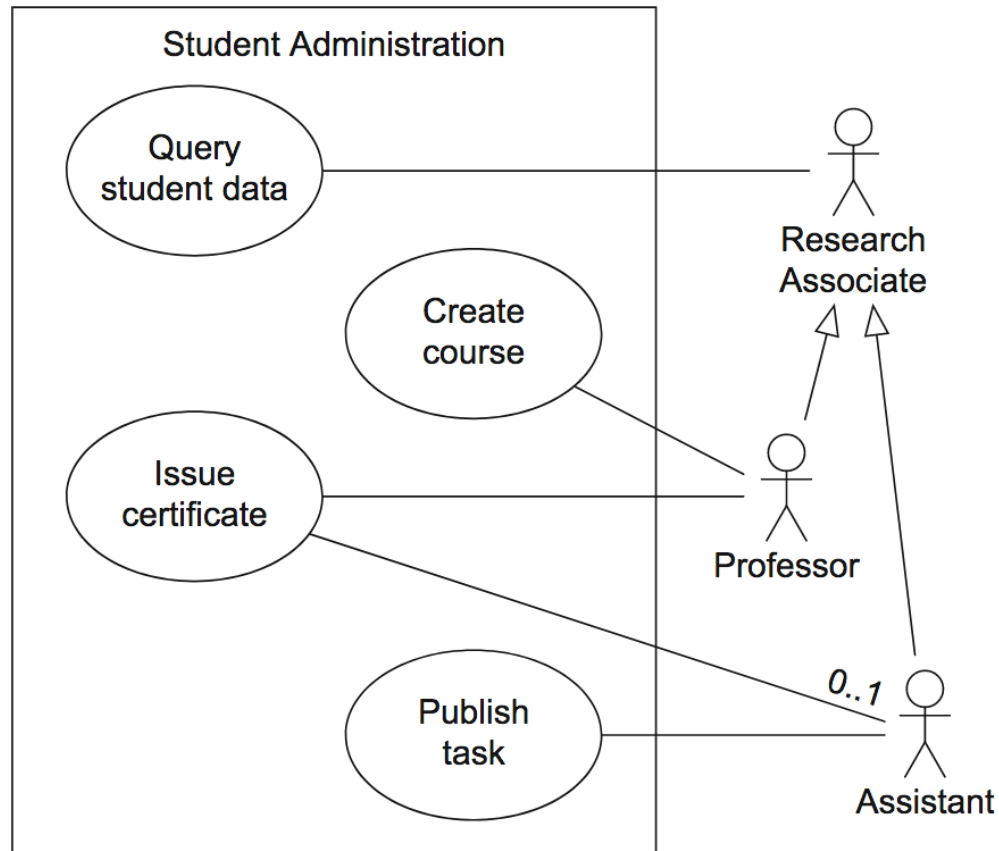 Student Administration
Query
student data
Research
Associate
Create
course
Issue
certificate
Professor
0..1
Publish
task
Assistant